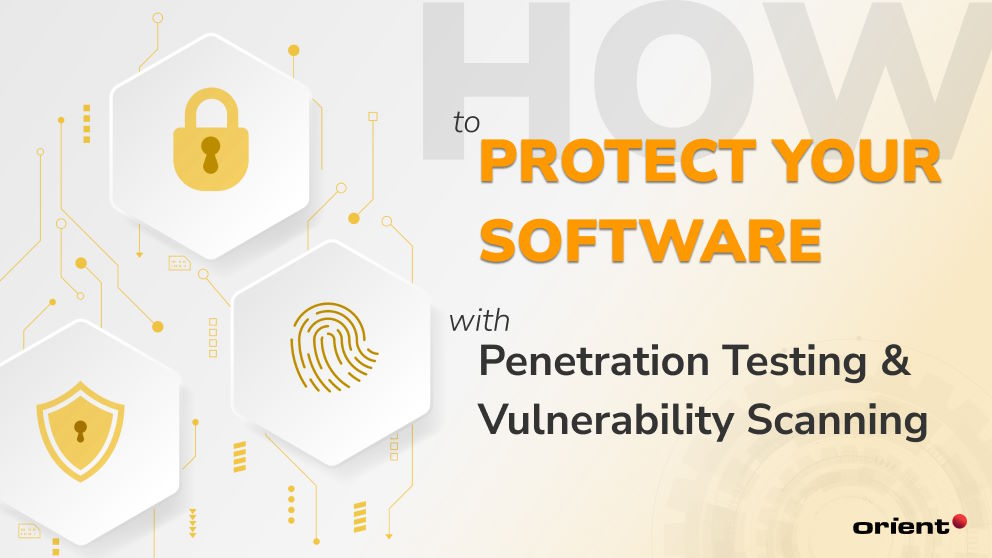 HOW
to
PROTECT YOUR
SOFTWARE
with
Penetration Testing &
Vulnerability Scanning
orient